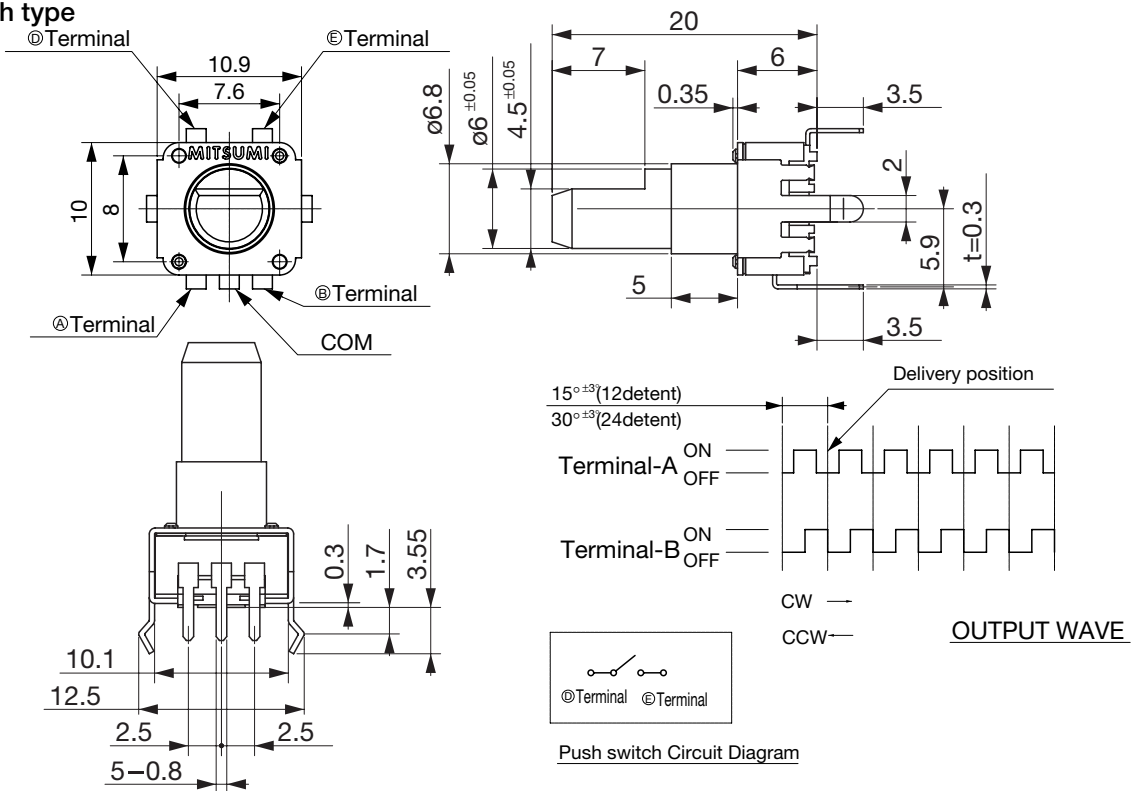 h type
ⒹTerminal
ⒺTerminal
10.9
7.6
MITSUMI
10
8
ⒶTerminal
ⒷTerminal
COM
20
7
6
0.35
3.5
ø6.8
ø6 ±0.05
4.5 ±0.05
2
5.9
t=0.3
5
3.5
0.3
1.7
3.55
10.1
12.5
2.5
2.5
5−0.8
15° ±3°(12detent)
30° ±3°(24detent)
Delivery position
Terminal-A
ON
OFF
Terminal-B
ON
OFF
CW
CCW
OUTPUT WAVE
ⒹTerminal ⒺTerminal
Push switch Circuit Diagram